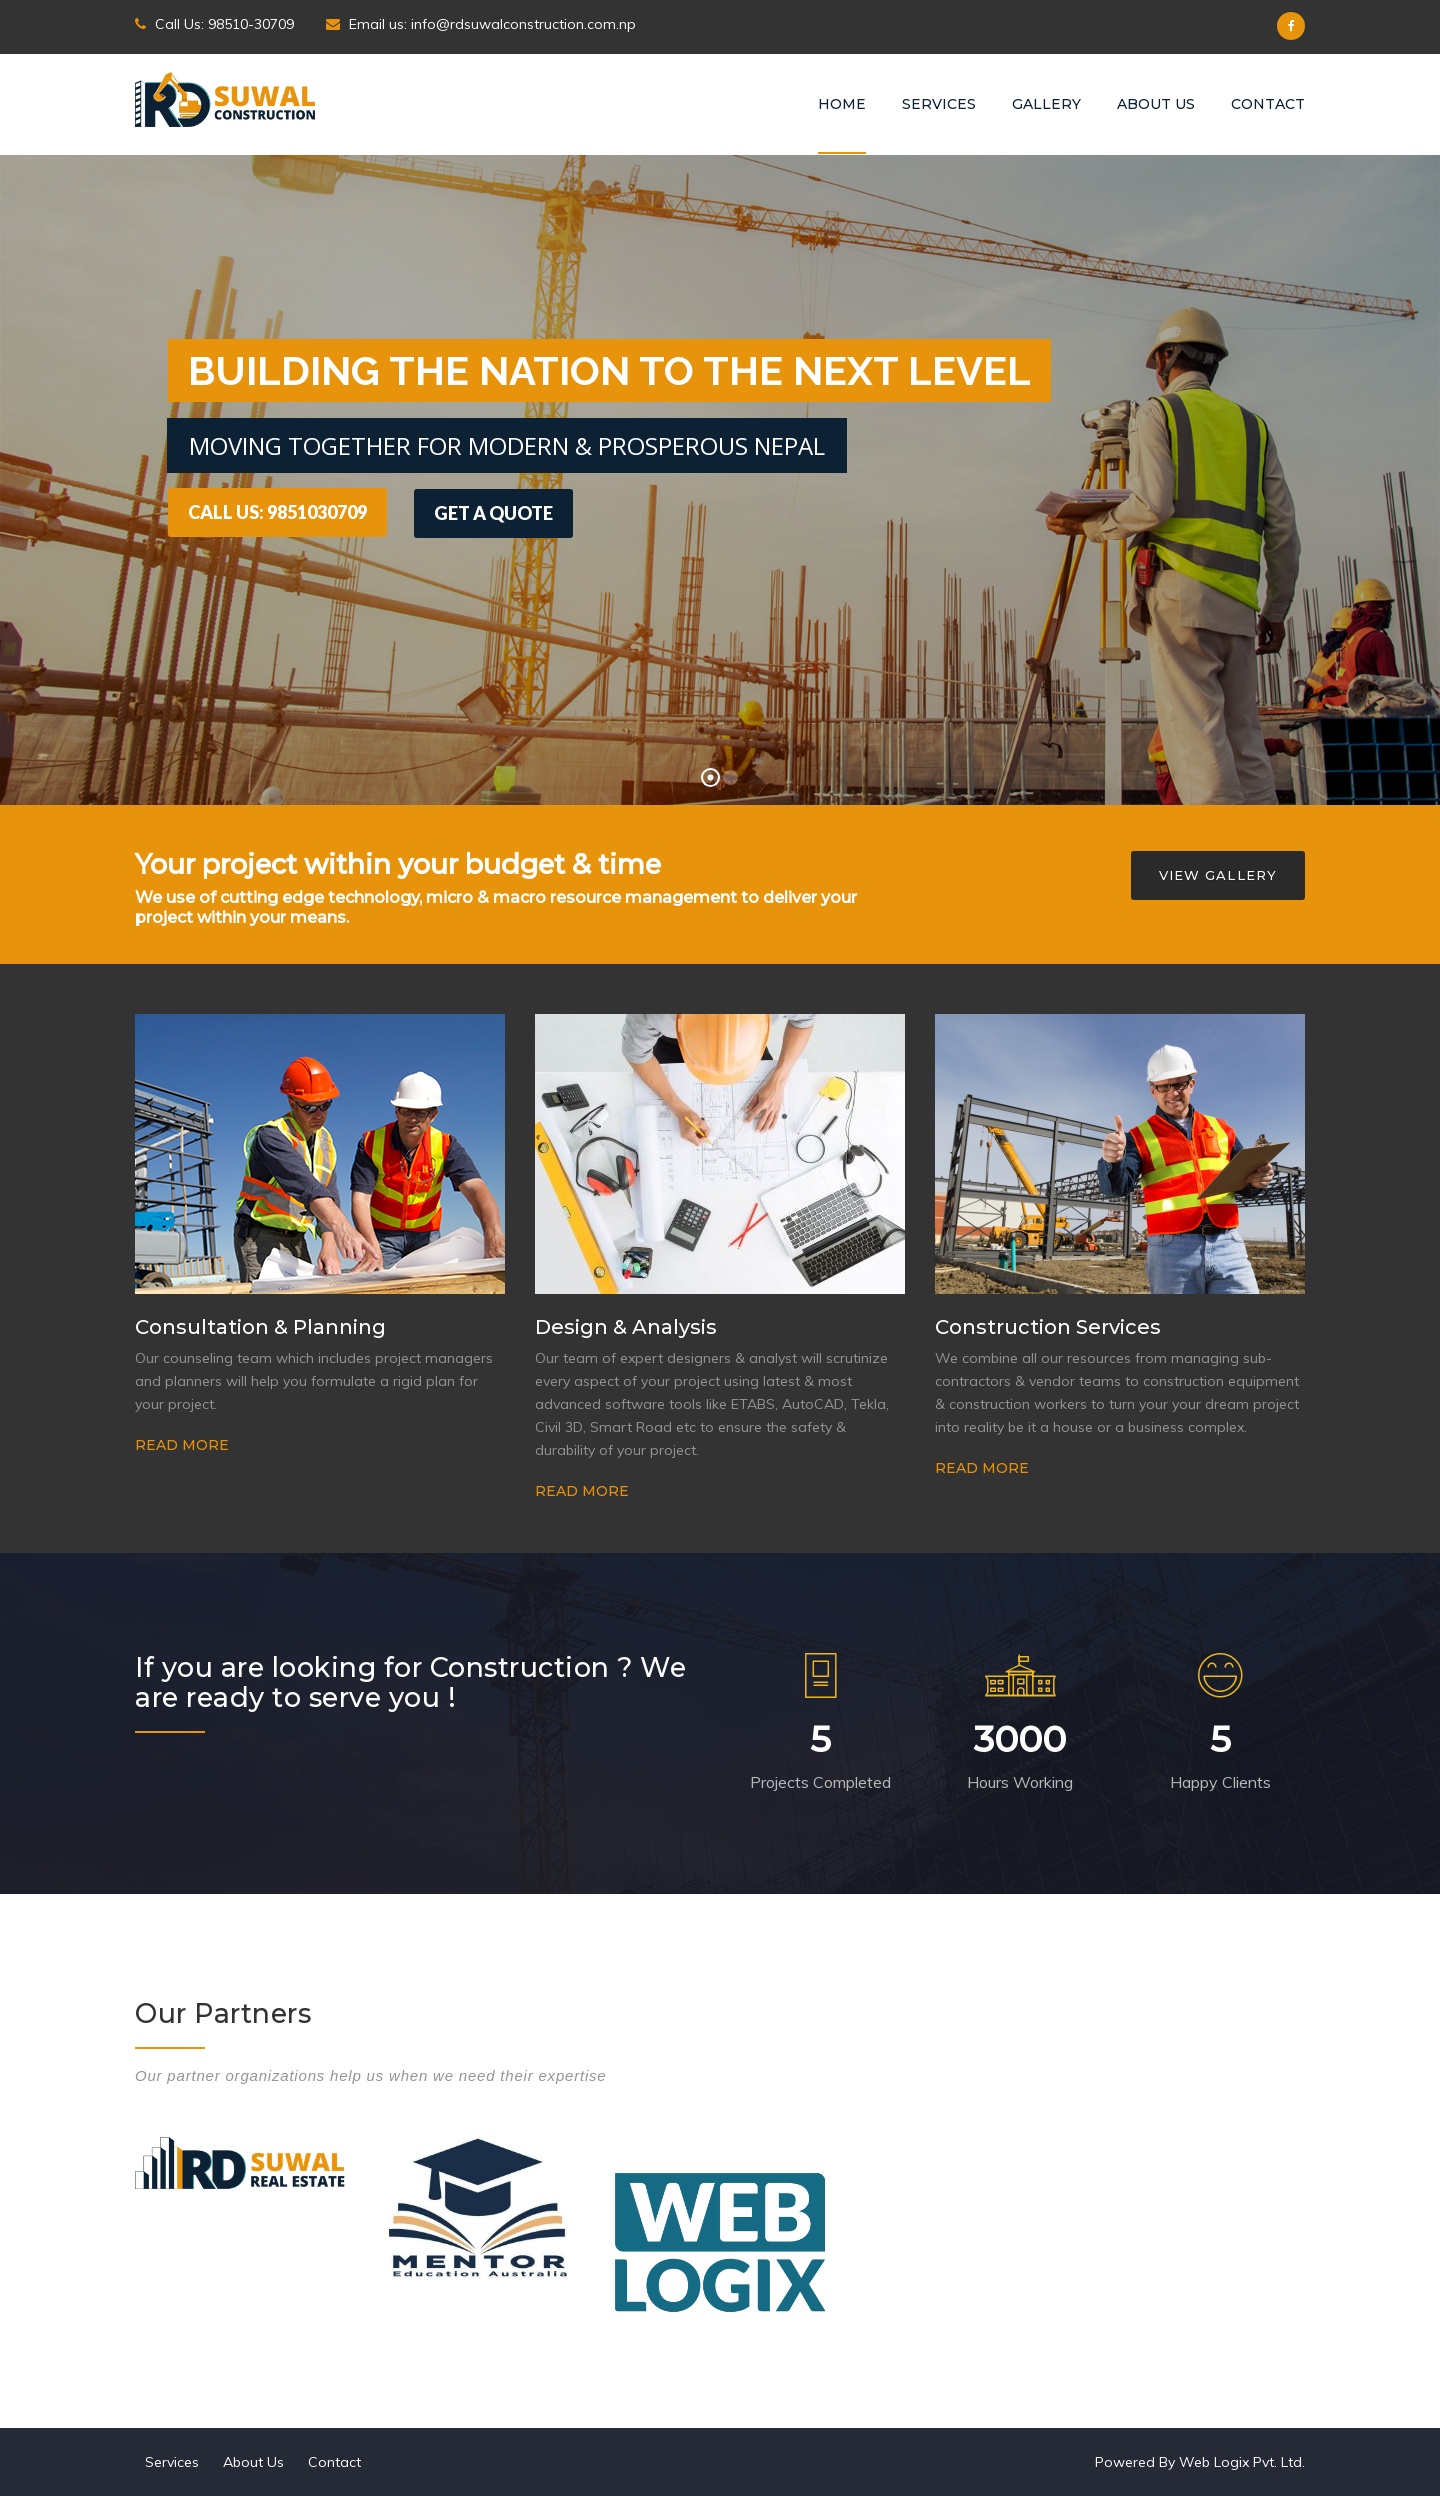 Call Us: 98510-30709
Email us: info@rdsuwalconstruction.com.np
RD SUWAL
CONSTRUCTION
HOME
SERVICES
GALLERY
ABOUT US
CONTACT
BUILDING THE NATION TO THE NEXT LEVEL
MOVING TOGETHER FOR MODERN & PROSPEROUS NEPAL
CALL US: 9851030709
GET A QUOTE
Your project within your budget & time
We use of cutting edge technology, micro & macro resource management to deliver your
project within your means.
VIEW GALLERY
Consultation & Planning
Our counseling team which includes project managers
and planners will help you formulate a rigid plan for
your project.
READ MORE
Design & Analysis
Our team of expert designers & analyst will scrutinize
every aspect of your project using latest & most
advanced software tools like ETABS, AutoCAD, Tekla,
Civil 3D, Smart Road etc to ensure the safety &
durability of your project.
READ MORE
Construction Services
We combine all our resources from managing sub-
contractors & vendor teams to construction equipment
& construction workers to turn your your dream project
into reality be it a house or a business complex.
READ MORE
If you are looking for Construction ? We
are ready to serve you !
5
Projects Completed
3000
Hours Working
5
Happy Clients
Our Partners
Our partner organizations help us when we need their expertise
RD SUWAL
REAL ESTATE
MENTOR
Education Australia
WEB
LOGIX
Services
About Us
Contact
Powered By Web Logix Pvt. Ltd.